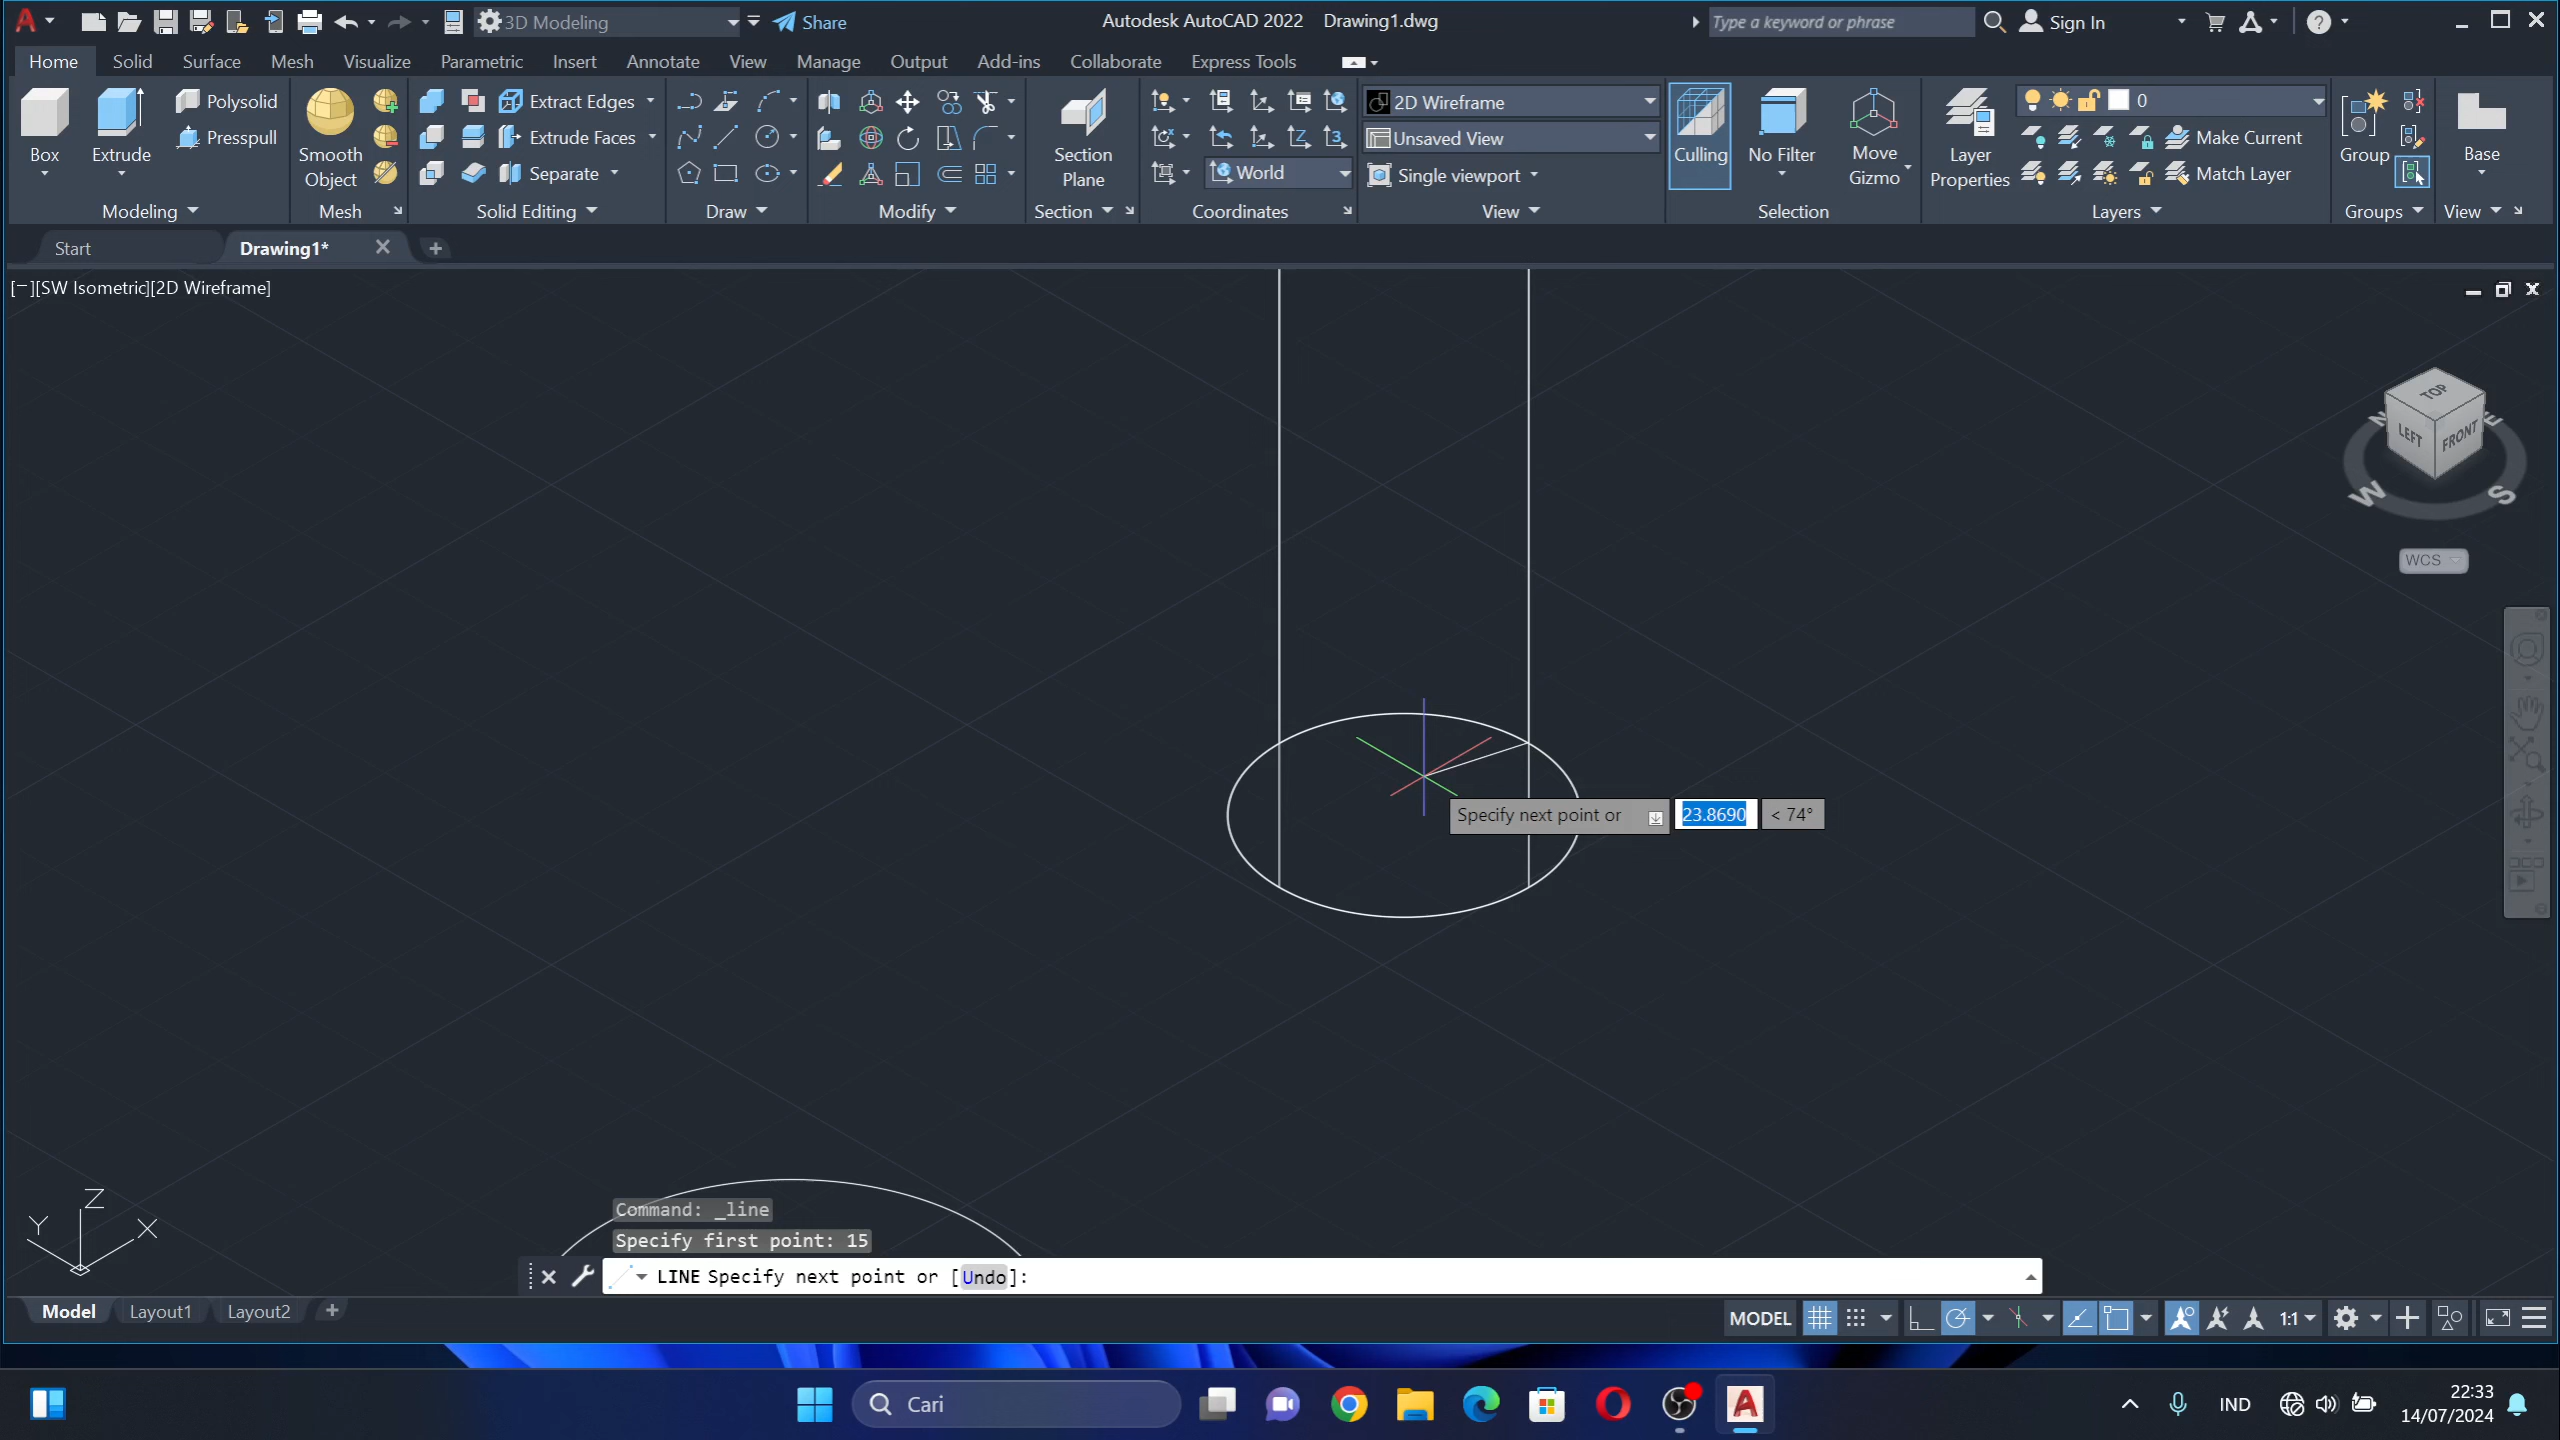 3D Modeling
Share
Autodesk AutoCAD 2022 Drawing1.dwg
Type a keyword or phrase
Sign In
Home Solid Surface Mesh Visualize Parametric Insert Annotate View Manage Output Add-ins Collaborate Express Tools
Polysolid
Presspull
Box
Extrude
Modeling
Smooth
Object
Mesh
Extract Edges
Extrude Faces
Separate
Solid Editing
Draw
Modify
Section
Plane
Section
World
Coordinates
2D Wireframe
Unsaved View
Single viewport
View
Culling
No Filter
Move
Gizmo
Selection
Layer
Properties
0
Make Current
Match Layer
Layers
Group
Groups
Base
View
Start
Drawing1*
[−][SW Isometric][2D Wireframe]
TOP
LEFT
FRONT
N
E
W
S
WCS
Specify next point or
23.8690
< 74°
Z
Y
X
Command: _line
Specify first point: 15
LINE Specify next point or [Undo]:
Model
Layout1
Layout2
MODEL
1:1
Cari
IND
22:33
14/07/2024